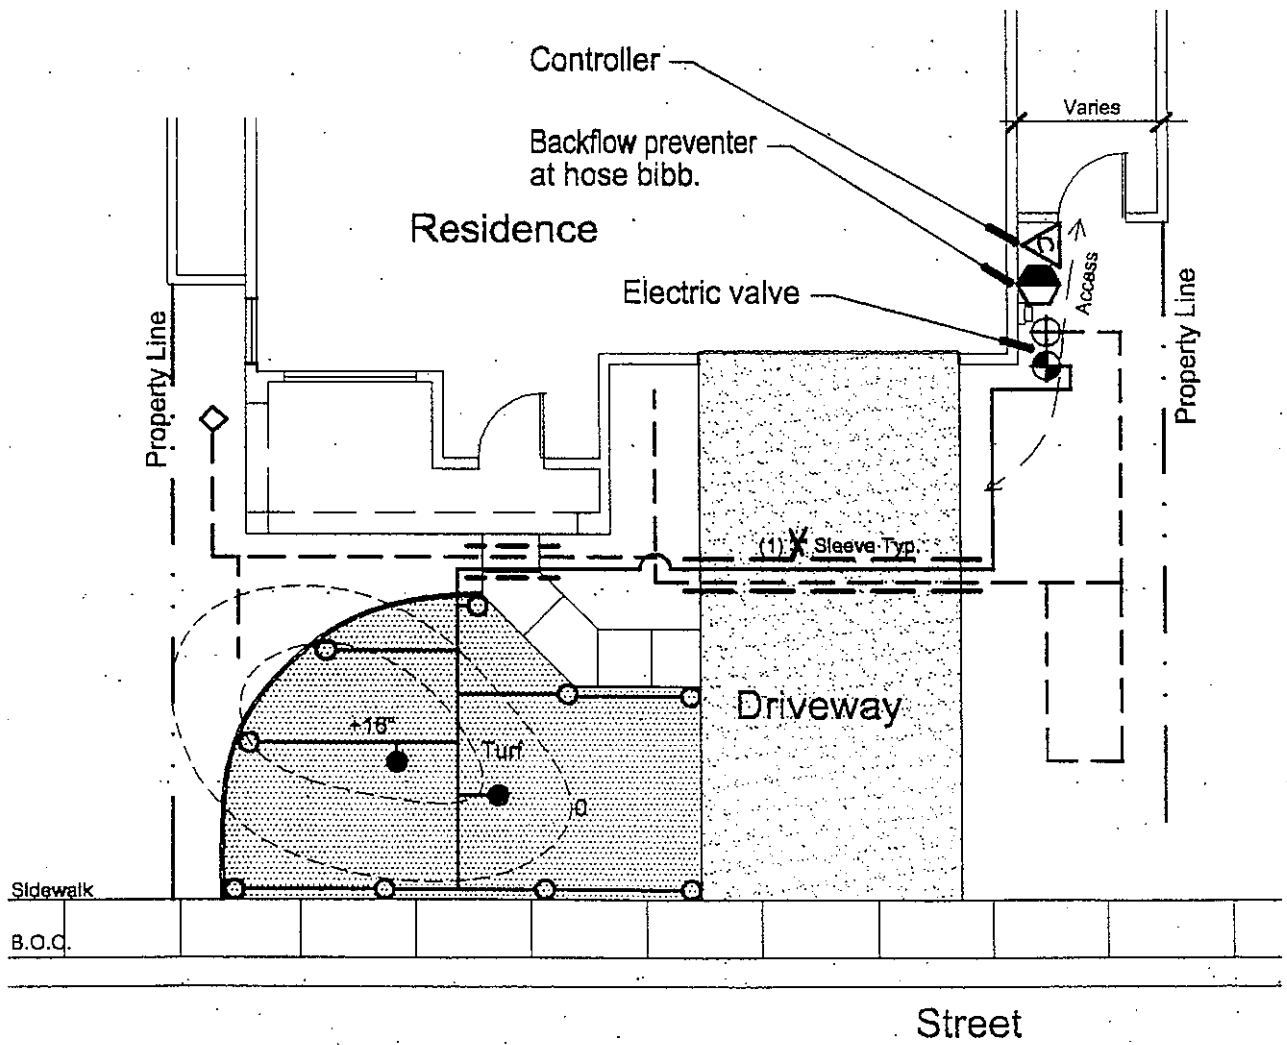 Controller
Varies
Backflow preventer
at hose bibb.
Residence
C
Access
Electric valve
Property Line
Property Line
(1)
Sleeve Typ.
Driveway
+16"
Turf
0
Sidewalk
B.O.C.
Street